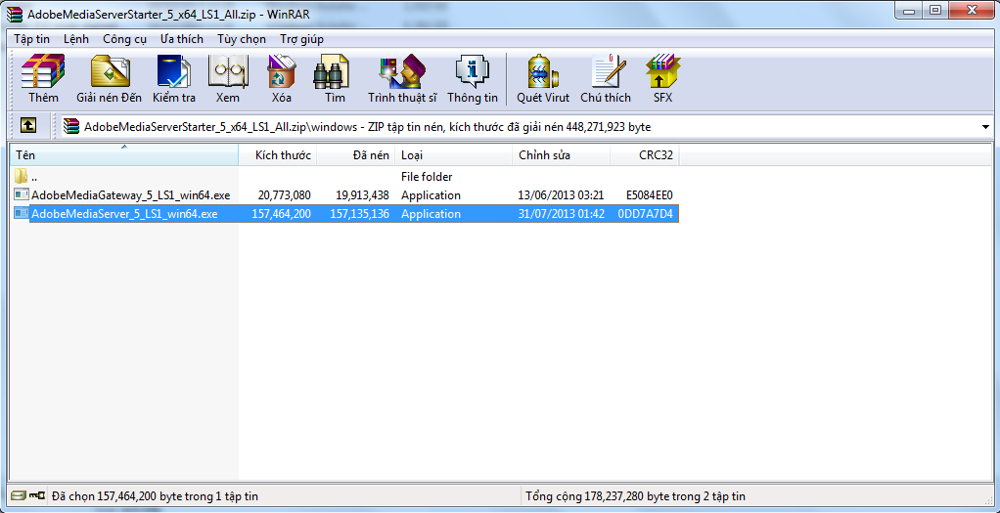 AdobeMediaServerStarter_5_x64_LS1_All.zip - WinRAR
Tập tin Lệnh Công cụ Ưa thích Tùy chọn Trợ giúp
Thêm Giải nén Đến Kiểm tra Xem Xóa Tìm Trình thuật sĩ Thông tin Quét Virut Chú thích SFX
AdobeMediaServerStarter_5_x64_LS1_All.zip\windows - ZIP tập tin nén, kích thước đã giải nén 448,271,923 byte
Tên Kích thước Đã nén Loại Chỉnh sửa CRC32
.. File folder
AdobeMediaGateway_5_LS1_win64.exe 20,773,080 19,913,438 Application 13/06/2013 03:21 E5084EE0
AdobeMediaServer_5_LS1_win64.exe 157,464,200 157,135,136 Application 31/07/2013 01:42 0DD7A7D4
Đã chọn 157,464,200 byte trong 1 tập tin Tổng cộng 178,237,280 byte trong 2 tập tin